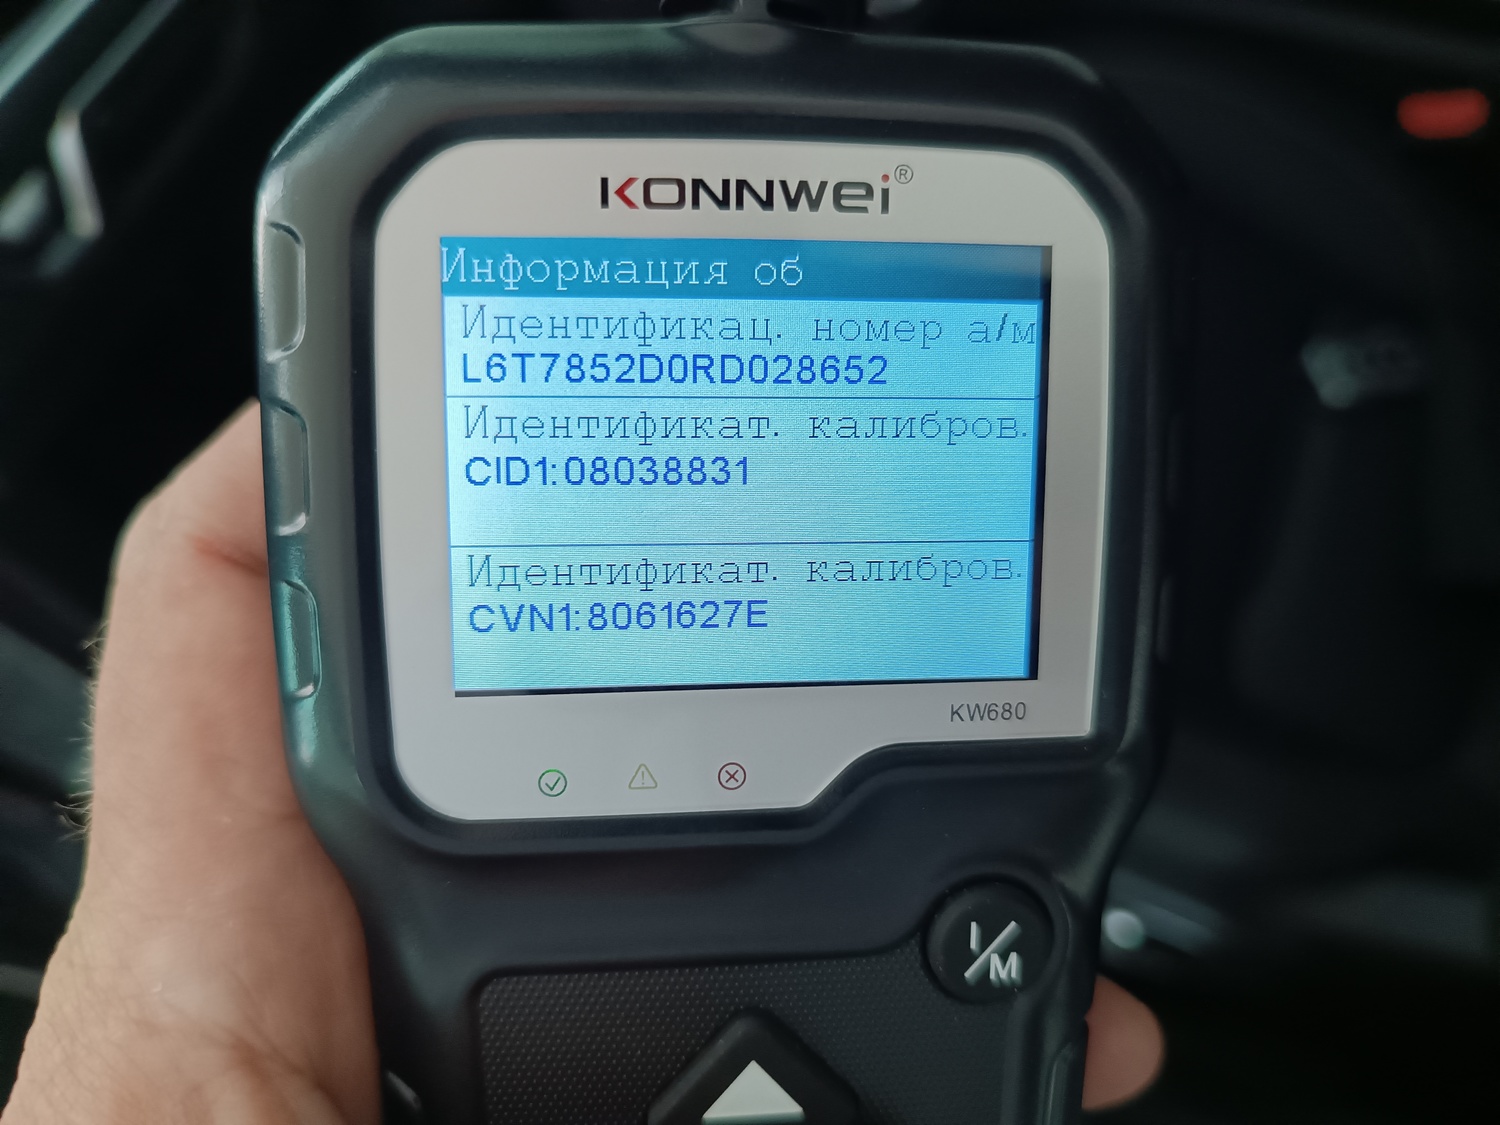 KONNWEI®
Информация об
Идентификац. номер а/м
L6T7852D0RD028652
Идентификат. калибров.
CID1:08038831
Идентификат. калибров.
CVN1:8061627E
KW680
I/M